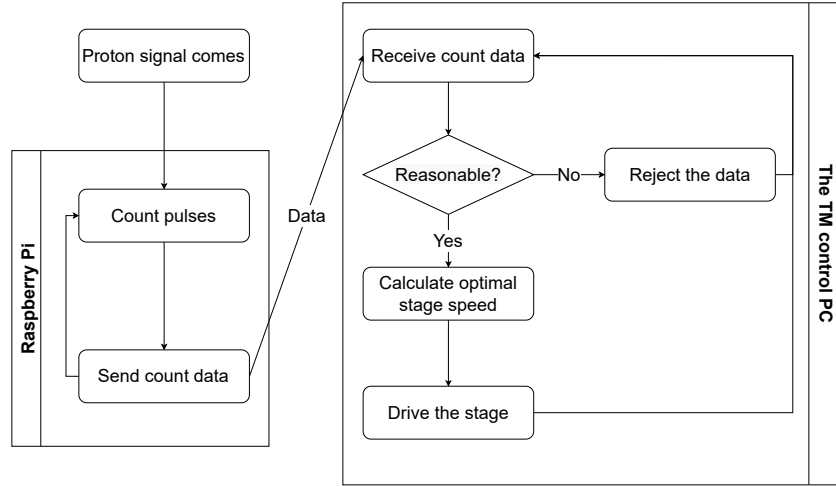 Proton signal comes
Raspberry Pi
Count pulses
Send count data
Data
Receive count data
Reasonable?
No
Reject the data
Yes
Calculate optimal
stage speed
Drive the stage
The TM control PC